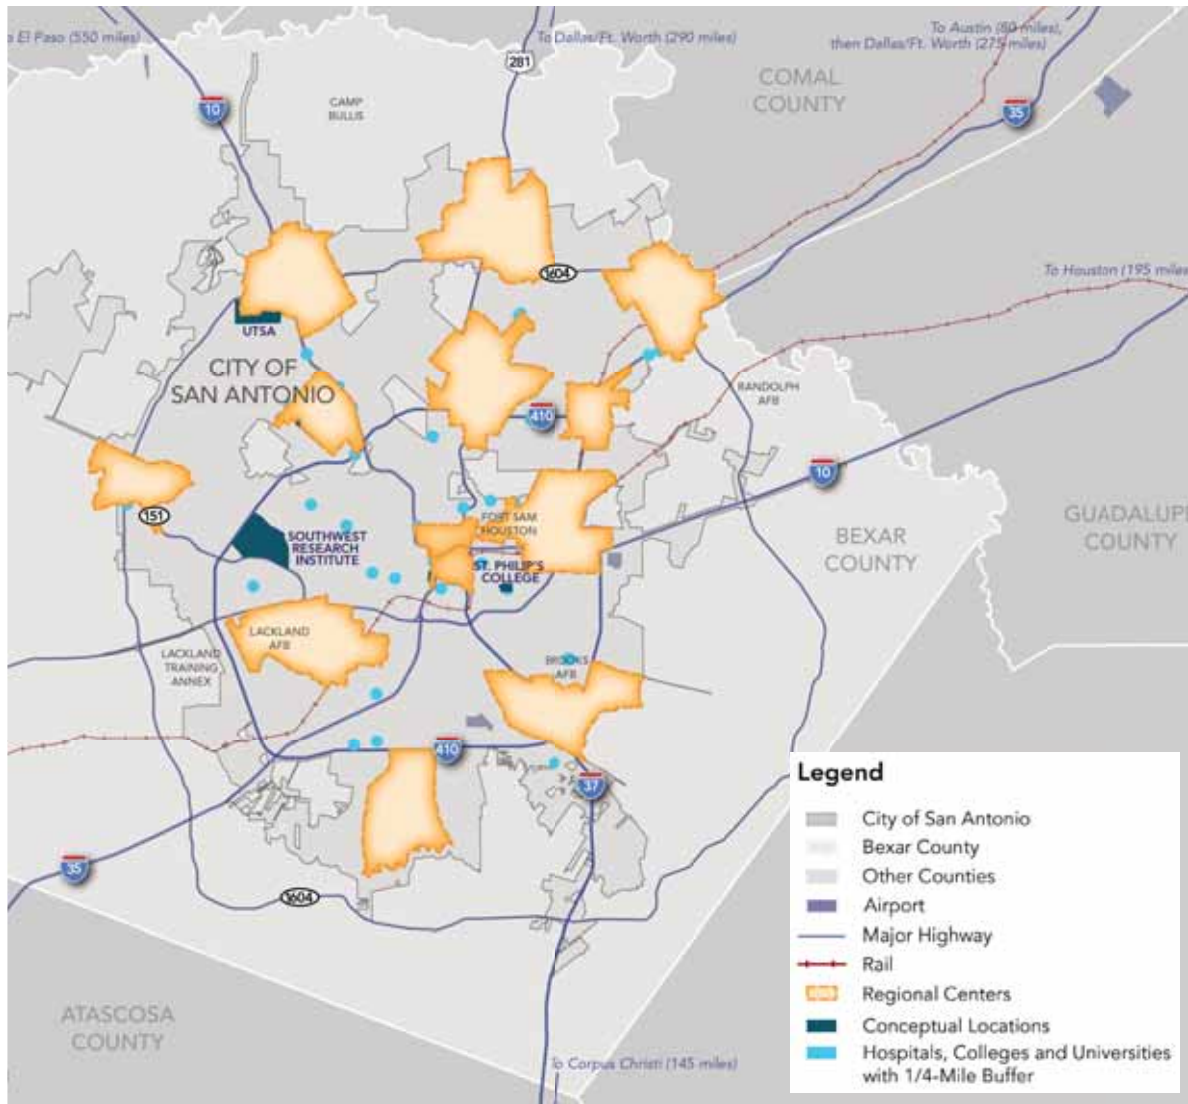 o El Paso (550 miles)
To Dallas/Ft. Worth (290 miles)
To Austin (80 miles),
then Dallas/Ft. Worth (275 miles)
281
COMAL
COUNTY
10
CAMP
BULLIS
35
1604
To Houston (195 miles
UTSA
CITY OF
SAN ANTONIO
RANDOLPH
AFB
410
10
151
FORT SAM
HOUSTON
SOUTHWEST
RESEARCH
INSTITUTE
ST. PHILIP'S
COLLEGE
BEXAR
COUNTY
GUADALUPE
COUNTY
LACKLAND
AFB
LACKLAND
TRAINING
ANNEX
BROOKS
AFB
410
37
35
1604
ATASCOSA
COUNTY
To Corpus Christi (145 miles)
Legend
City of San Antonio
Bexar County
Other Counties
Airport
Major Highway
Rail
Regional Centers
Conceptual Locations
Hospitals, Colleges and Universities
with 1/4-Mile Buffer